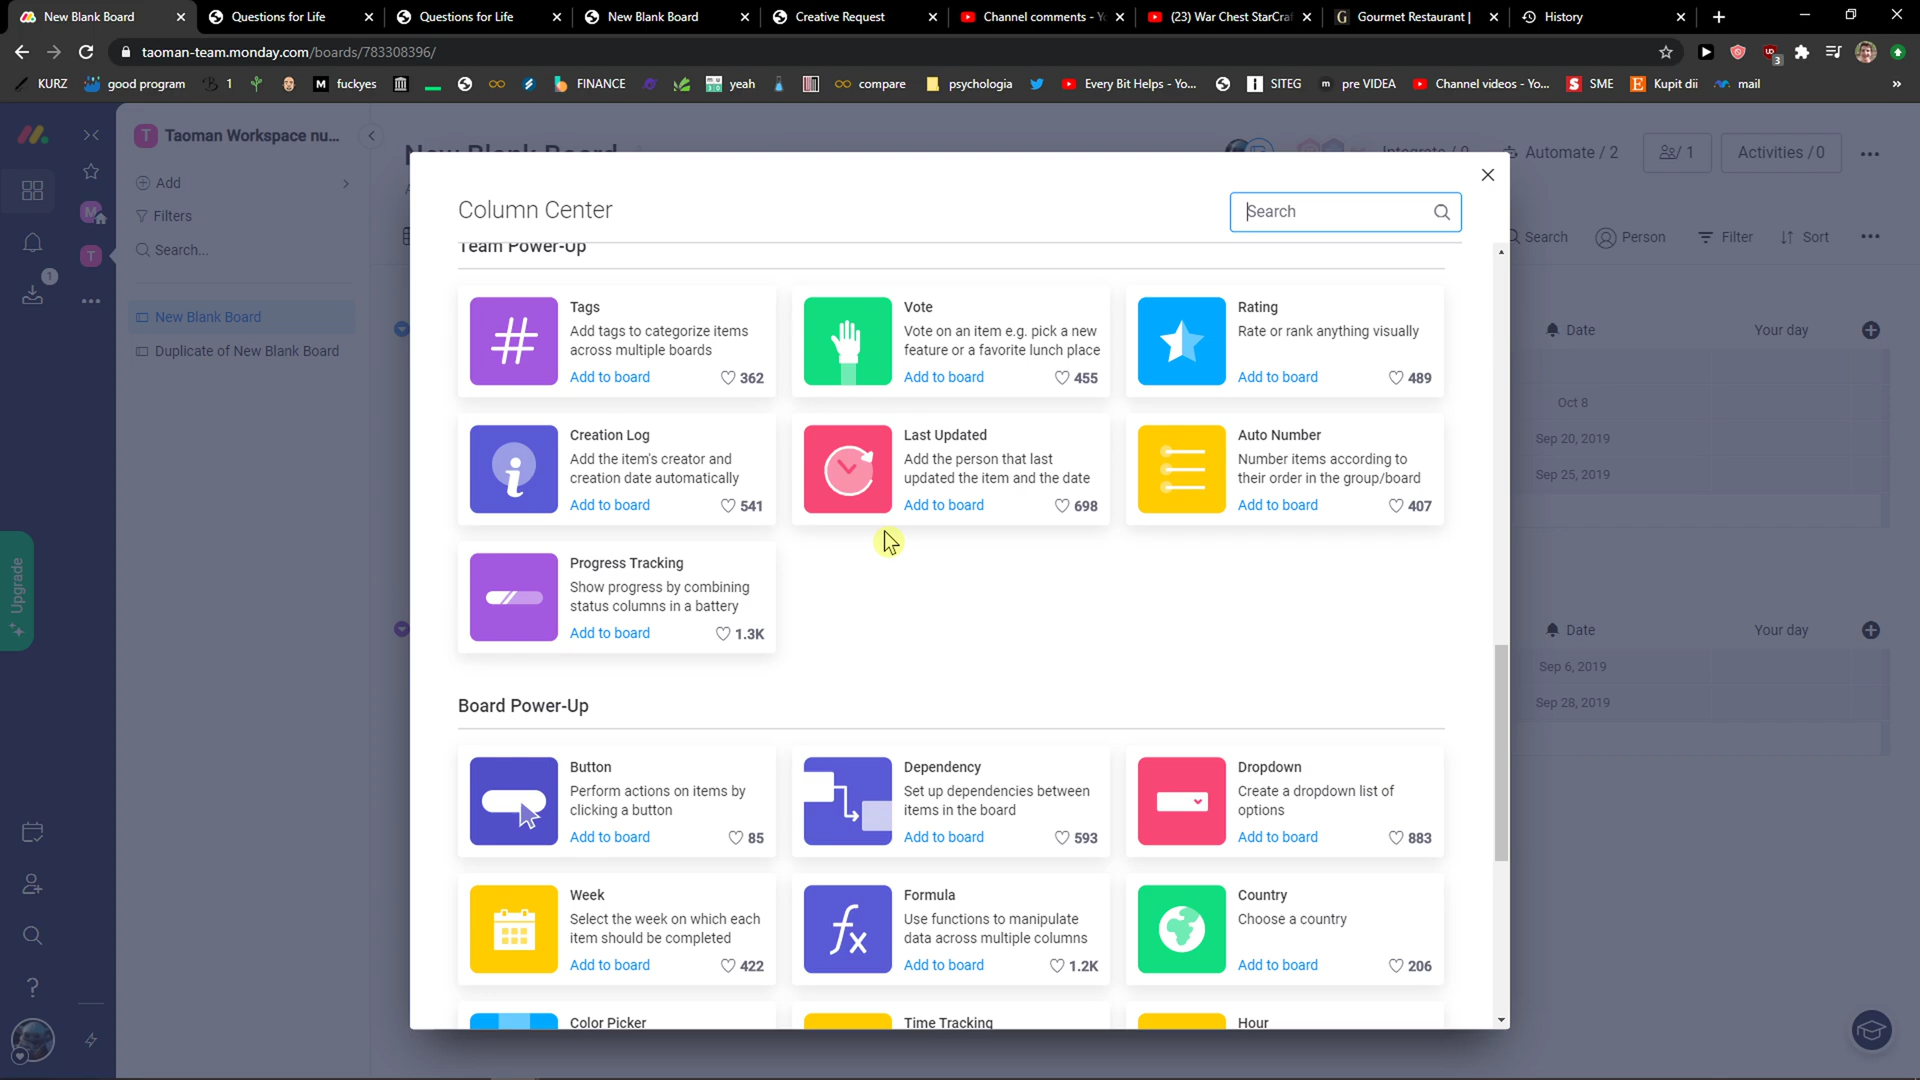 New Blank Board
Questions for Life
Questions for Life
New Blank Board
Creative Request
Channel comments - Y
(23) War Chest StarCra
Gourmet Restaurant |
History
taoman-team.monday.com/boards/783308396/
3
KURZ
good program
1
fuckyes
FINANCE
yeah
compare
psychologia
Every Bit Helps - Yo...
SITEG
pre VIDEA
Channel videos - Yo...
SME
Kupit dii
mail
»
T
Taoman Workspace nu...
Add
Filters
Search...
New Blank Board
Duplicate of New Blank Board
M
T
1
Upgrade
New Blank Board
Integrate / 0
Automate / 2
/ 1
Activities / 0
Search
Person
Filter
Sort
Column Center
Search
Team Power-Up
Tags
Add tags to categorize items
across multiple boards
Add to board
362
Vote
Vote on an item e.g. pick a new
feature or a favorite lunch place
Add to board
455
Rating
Rate or rank anything visually
Add to board
489
Creation Log
Add the item's creator and
creation date automatically
Add to board
541
Last Updated
Add the person that last
updated the item and the date
Add to board
698
Auto Number
Number items according to
their order in the group/board
Add to board
407
Progress Tracking
Show progress by combining
status columns in a battery
Add to board
1.3K
Board Power-Up
Button
Perform actions on items by
clicking a button
Add to board
85
Dependency
Set up dependencies between
items in the board
Add to board
593
Dropdown
Create a dropdown list of
options
Add to board
883
Week
Select the week on which each
item should be completed
Add to board
422
Formula
Use functions to manipulate
data across multiple columns
Add to board
1.2K
Country
Choose a country
Add to board
206
Color Picker
Time Tracking
Hour
Date
Your day
Oct 8
Sep 20, 2019
Sep 25, 2019
Date
Your day
Sep 6, 2019
Sep 28, 2019